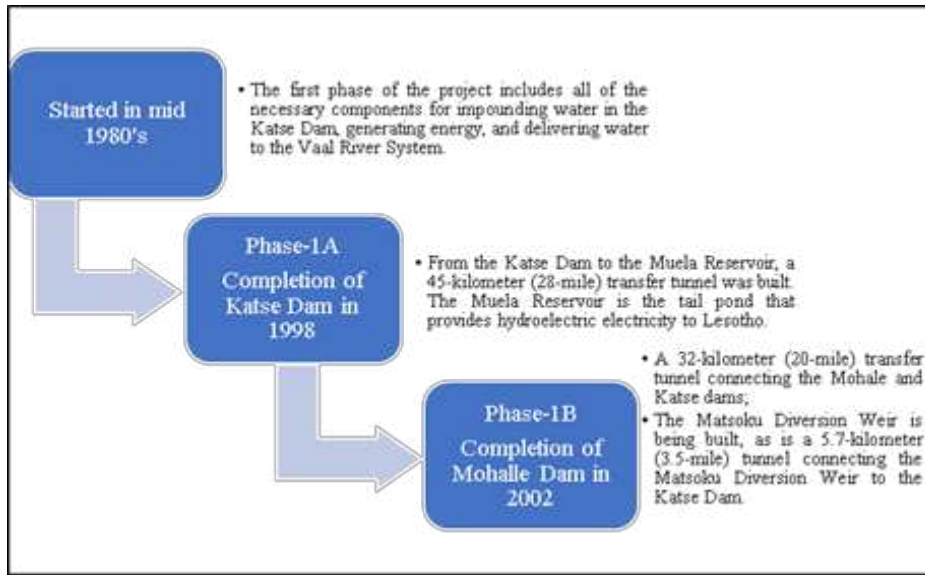 Started in mid
1980's
• The first phase of the project includes all of the
necessary components for impounding water in the
Katse Dam, generating energy, and delivering water
to the Vaal River System.
Phase-1A
Completion of
Katse Dam in
1998
• From the Katse Dam to the Muela Reservoir, a
45-kilometer (28-mile) transfer tunnel was built.
The Muela Reservoir is the tail pond that
provides hydroelectric electricity to Lesotho.
Phase-1B
Completion of
Mohalle Dam in
2002
• A 32-kilometer (20-mile) transfer
tunnel connecting the Mohale and
Katse dams;
• The Matsoku Diversion Weir is
being built, as is a 5.7-kilometer
(3.5-mile) tunnel connecting the
Matsoku Diversion Weir to the
Katse Dam.